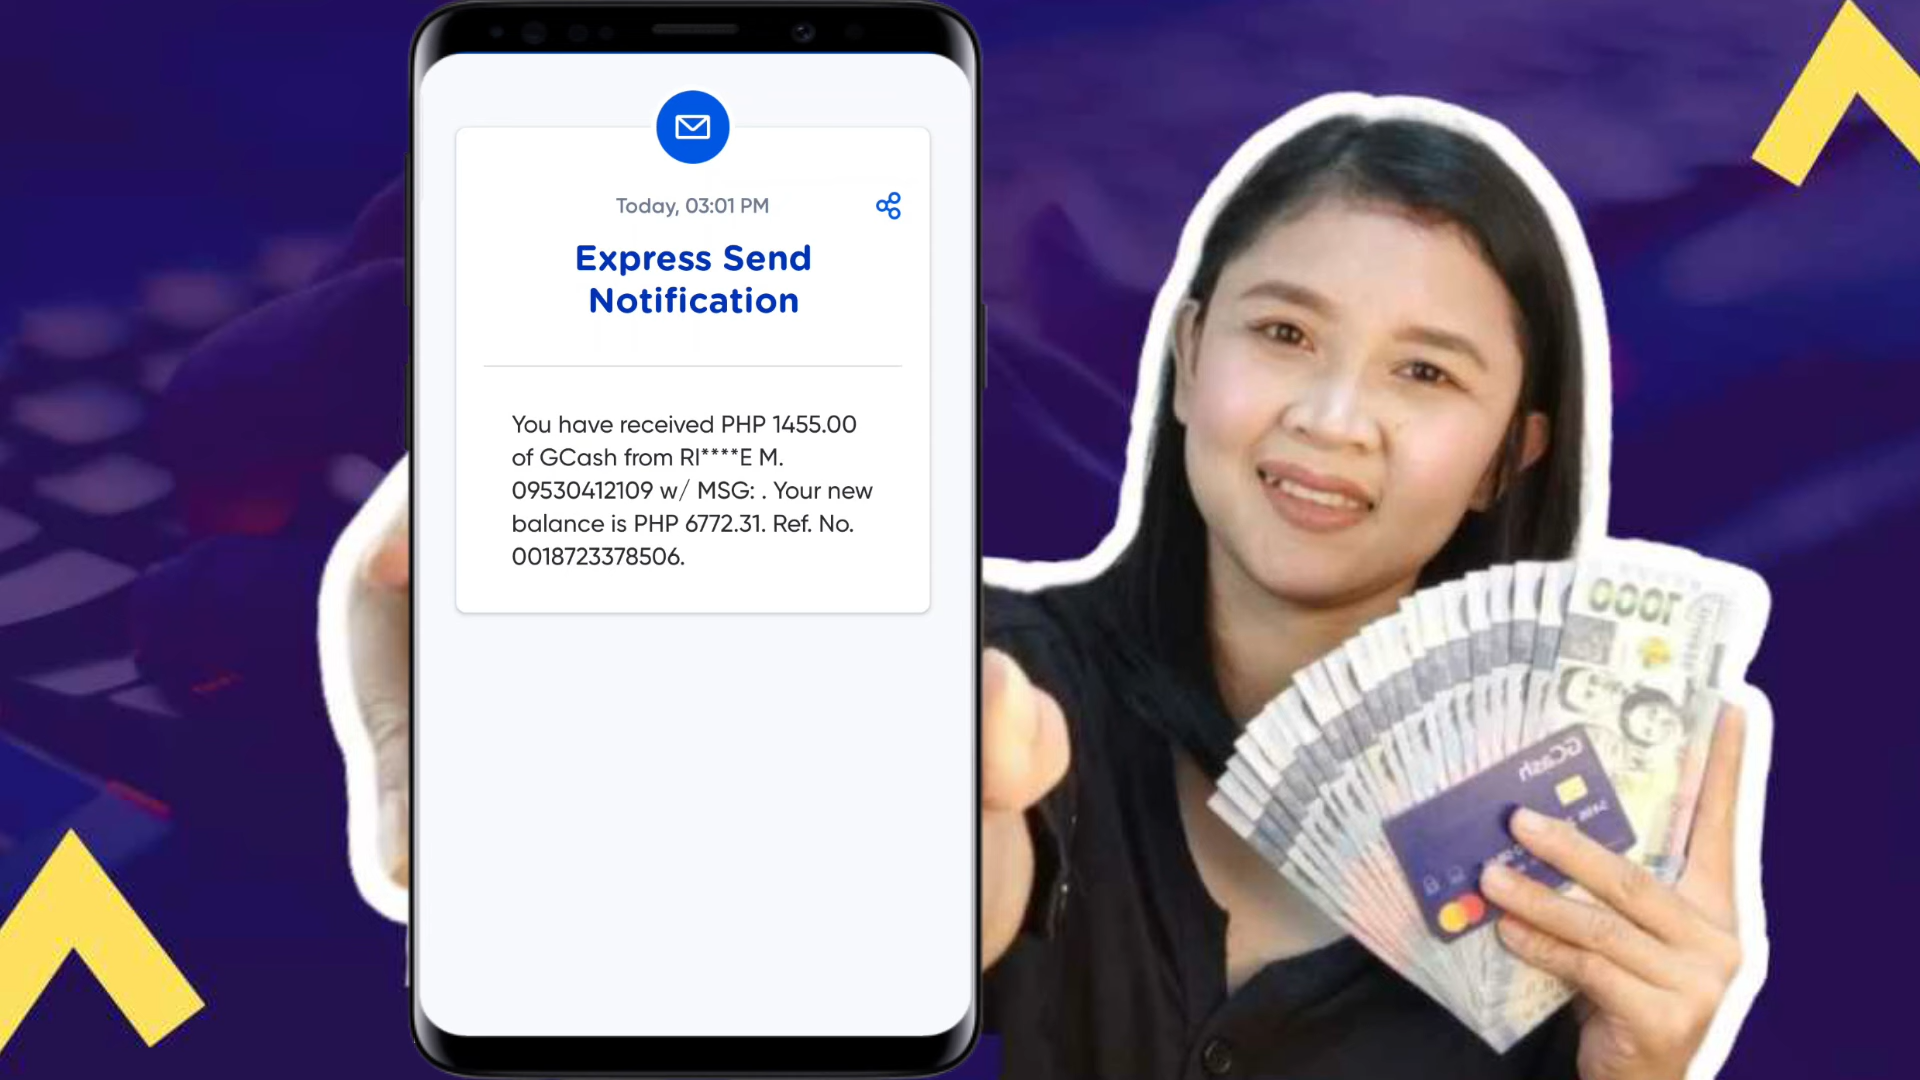 Today, 03:01 PM
Express Send
Notification
You have received PHP 1455.00
of GCash from RI****E M.
09530412109 w/ MSG: . Your new
balance is PHP 6772.31. Ref. No.
0018723378506.
1000
GCash